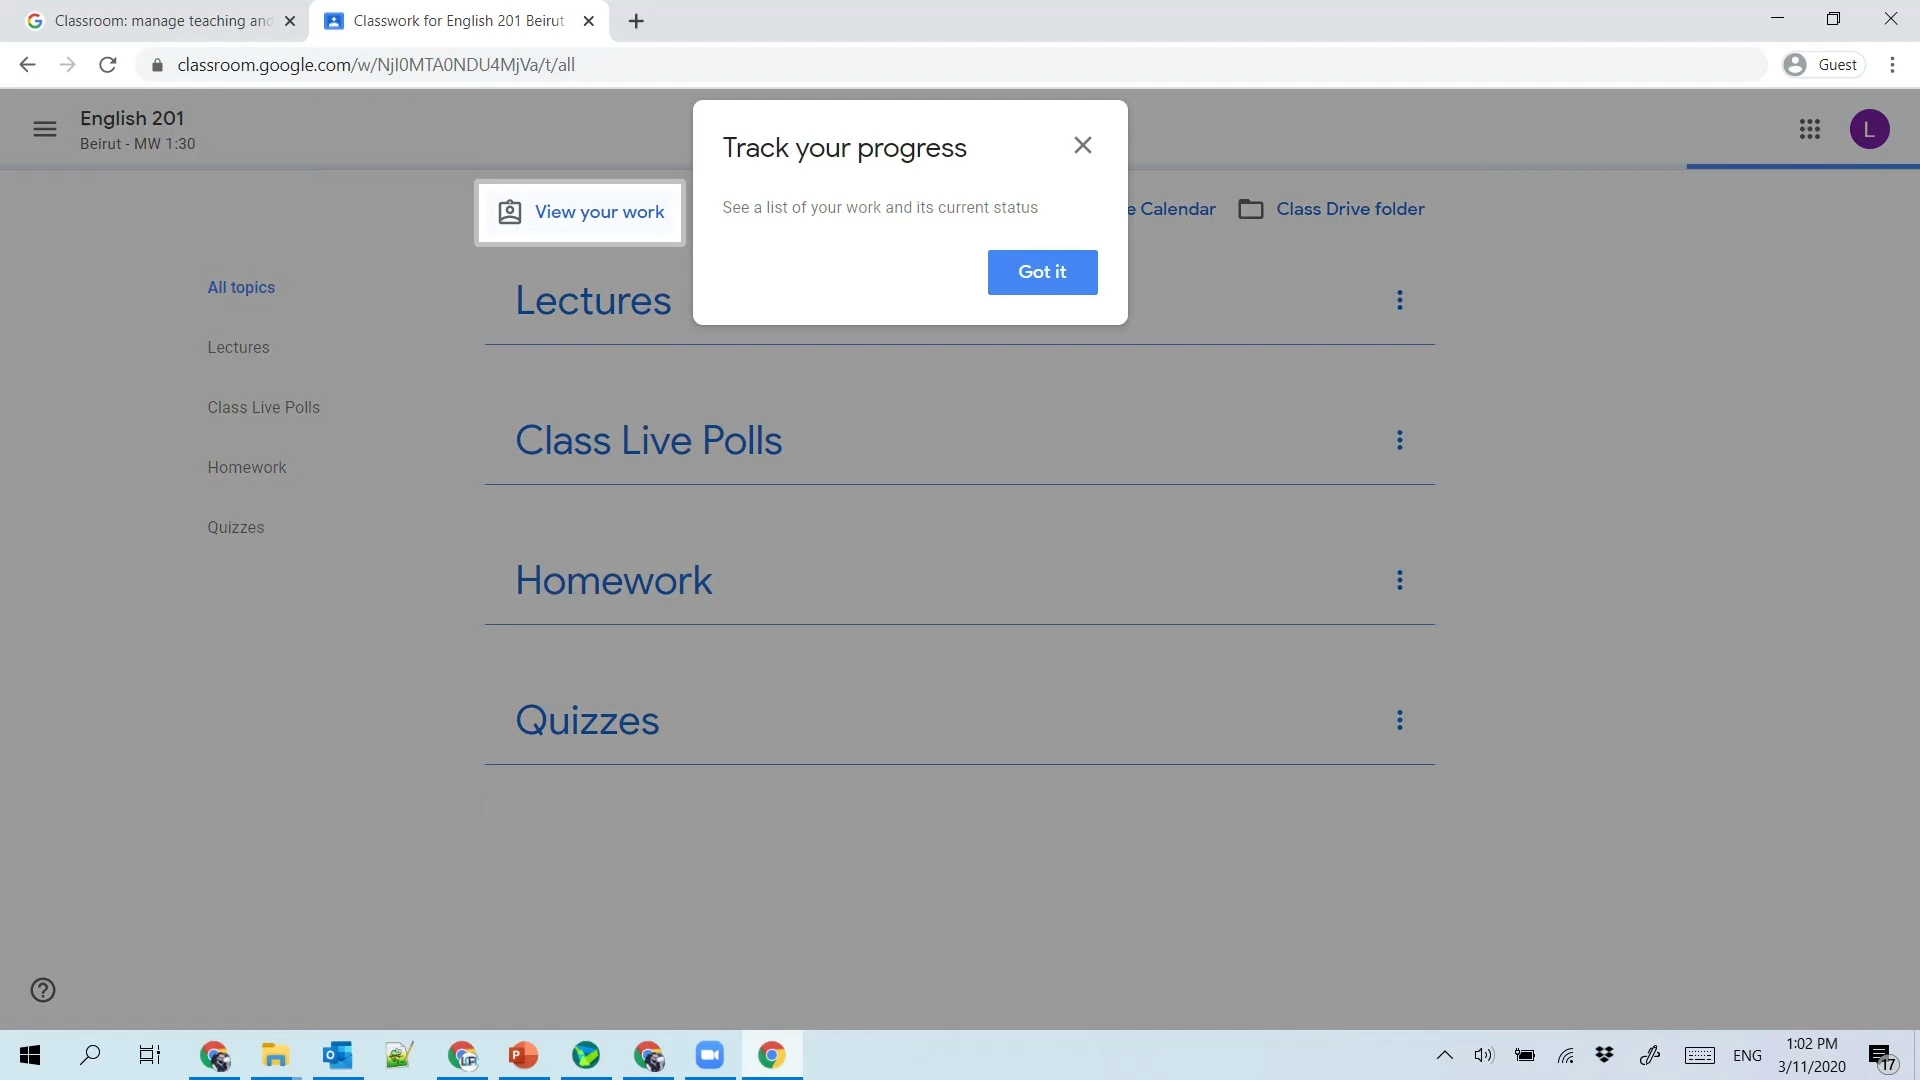 Classroom: manage teaching and
Classwork for English 201 Beirut
classroom.google.com/w/NjI0MTA0NDU4MjVa/t/all
Guest
English 201
Beirut - MW 1:30
L
Track your progress
See a list of your work and its current status
Got it
View your work
e Calendar
Class Drive folder
All topics
Lectures
Class Live Polls
Homework
Quizzes
Lectures
Class Live Polls
Homework
Quizzes
ENG
1:02 PM
3/11/2020
17